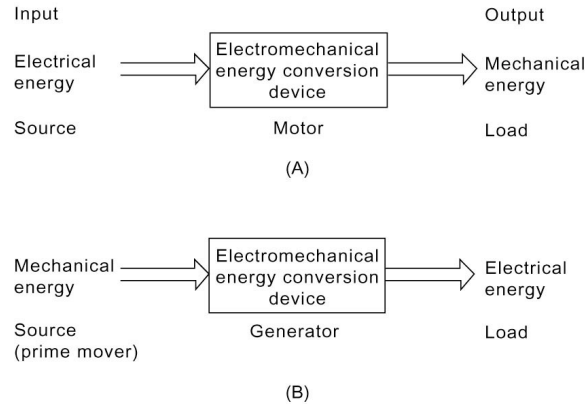 Input
Output
Electrical
energy
Electromechanical
energy conversion
device
Mechanical
energy
Source
Motor
Load
(A)
Mechanical
energy
Electromechanical
energy conversion
device
Electrical
energy
Source
(prime mover)
Generator
Load
(B)